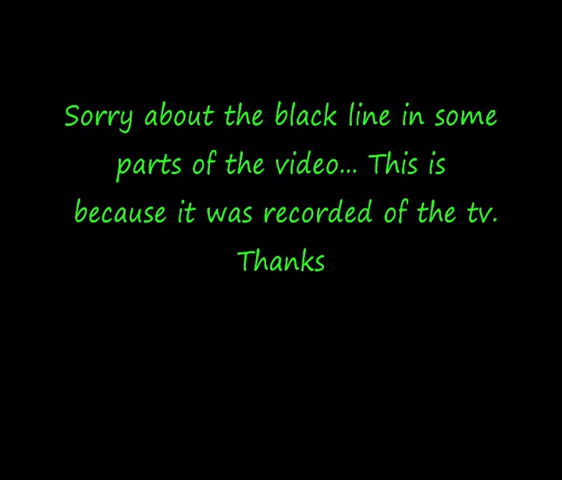 Sorry about the black line in some
parts of the video... This is
because it was recorded of the tv.
Thanks